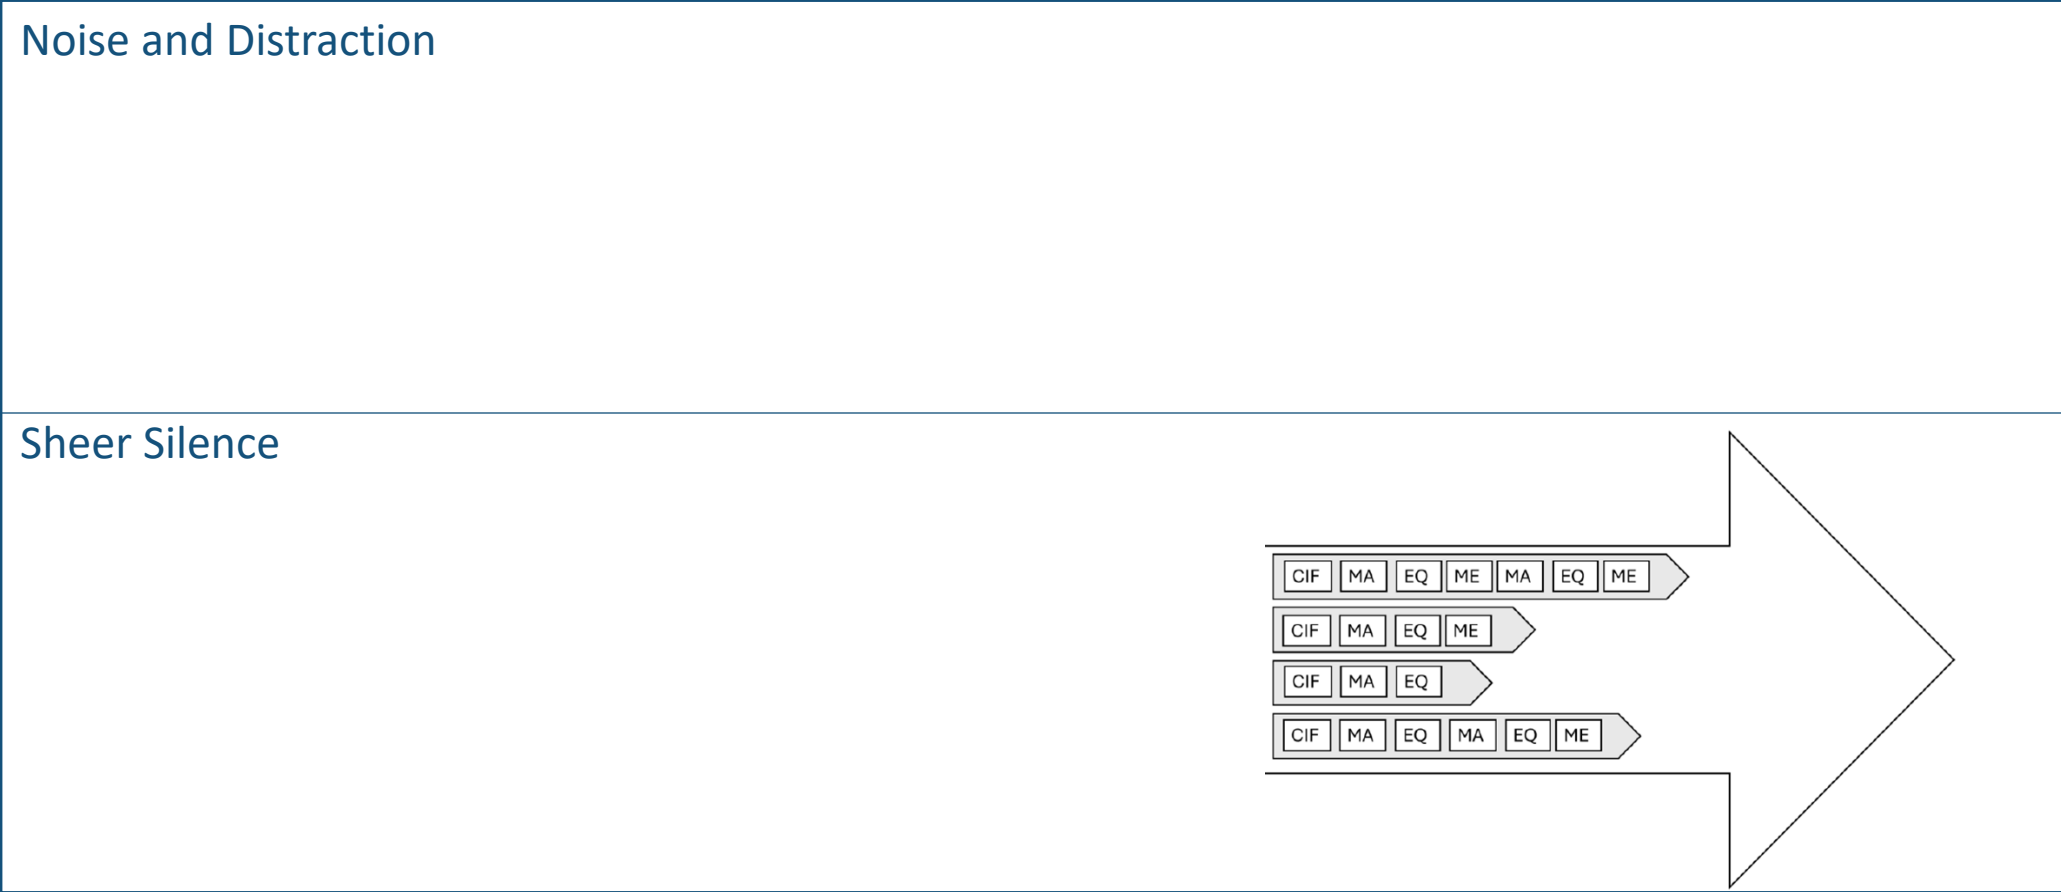 Noise and Distraction
Sheer Silence
CIF MA EQ ME MA EQ ME
CIF MA EQ ME
CIF MA EQ
CIF MA EQ MA EQ ME